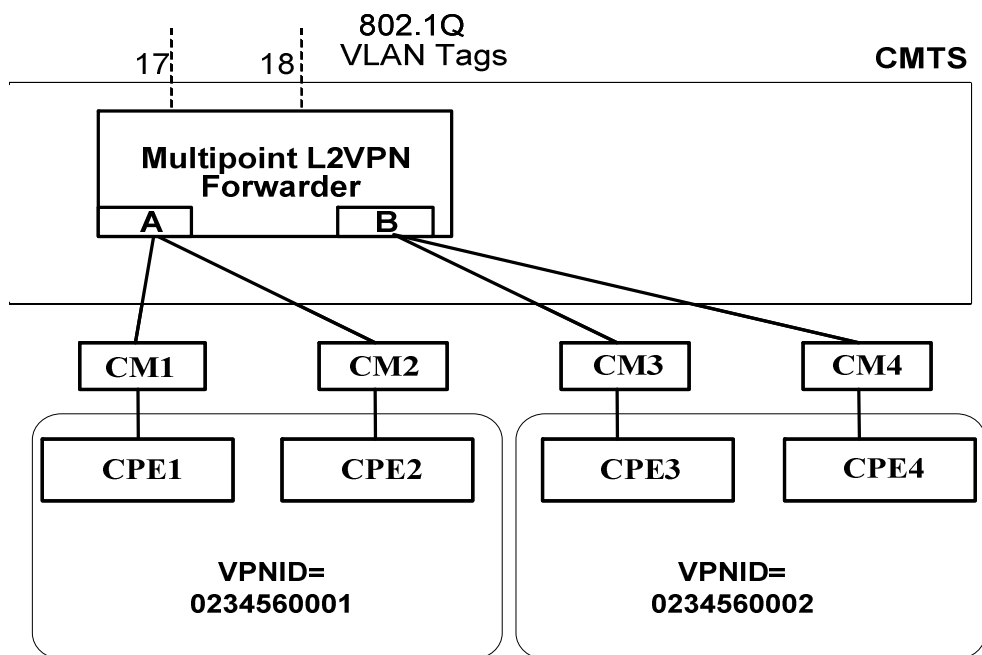 802.1Q
VLAN Tags
17
18
CMTS
Multipoint L2VPN
Forwarder
A
B
CM1
CM2
CM3
CM4
CPE1
CPE2
CPE3
CPE4
VPNID=
0234560001
VPNID=
0234560002